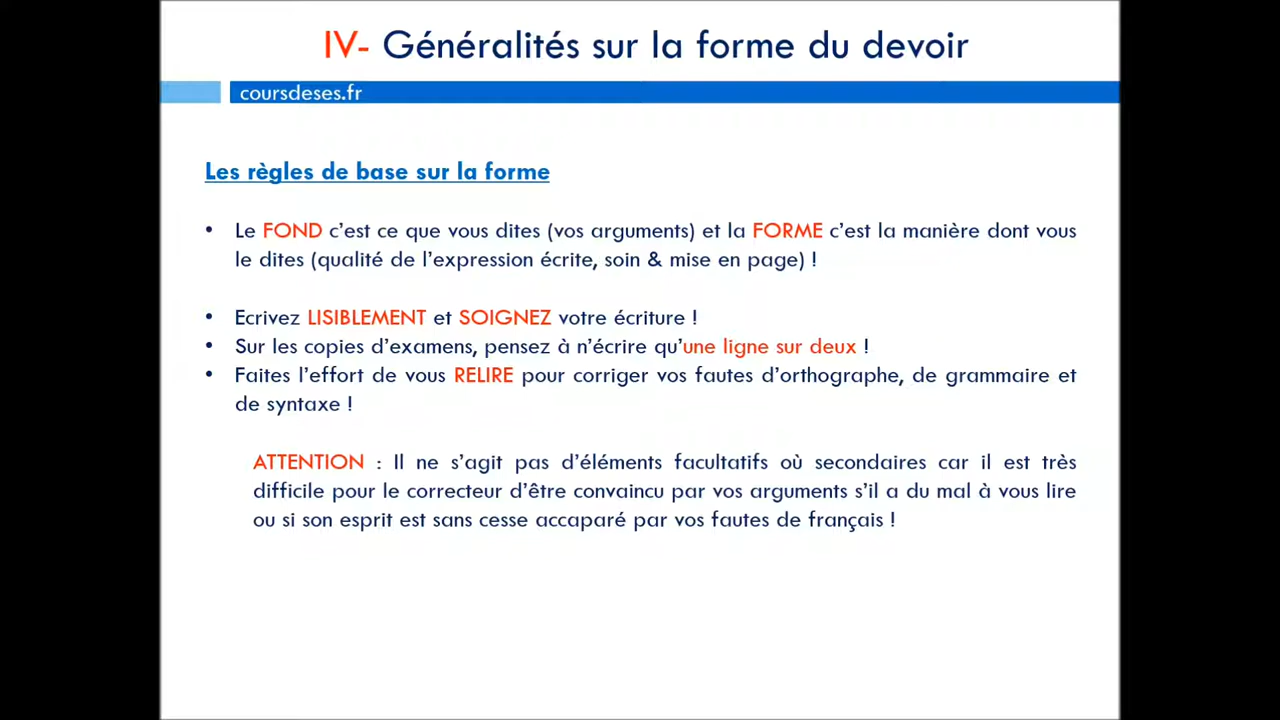 IV- Généralités sur la forme du devoir
coursdeses.fr
Les règles de base sur la forme
• Le FOND c’est ce que vous dites (vos arguments) et la FORME c’est la manière dont vous
le dites (qualité de l’expression écrite, soin & mise en page) !
• Ecrivez LISIBLEMENT et SOIGNEZ votre écriture !
• Sur les copies d’examens, pensez à n’écrire qu’une ligne sur deux !
• Faites l’effort de vous RELIRE pour corriger vos fautes d’orthographe, de grammaire et
de syntaxe !
ATTENTION : Il ne s’agit pas d’éléments facultatifs où secondaires car il est très
difficile pour le correcteur d’être convaincu par vos arguments s’il a du mal à vous lire
ou si son esprit est sans cesse accaparé par vos fautes de français !